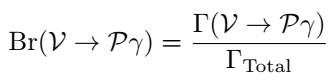 Br(𝒱 → 𝒫γ) = Γ(𝒱 → 𝒫γ) / Γ_Total